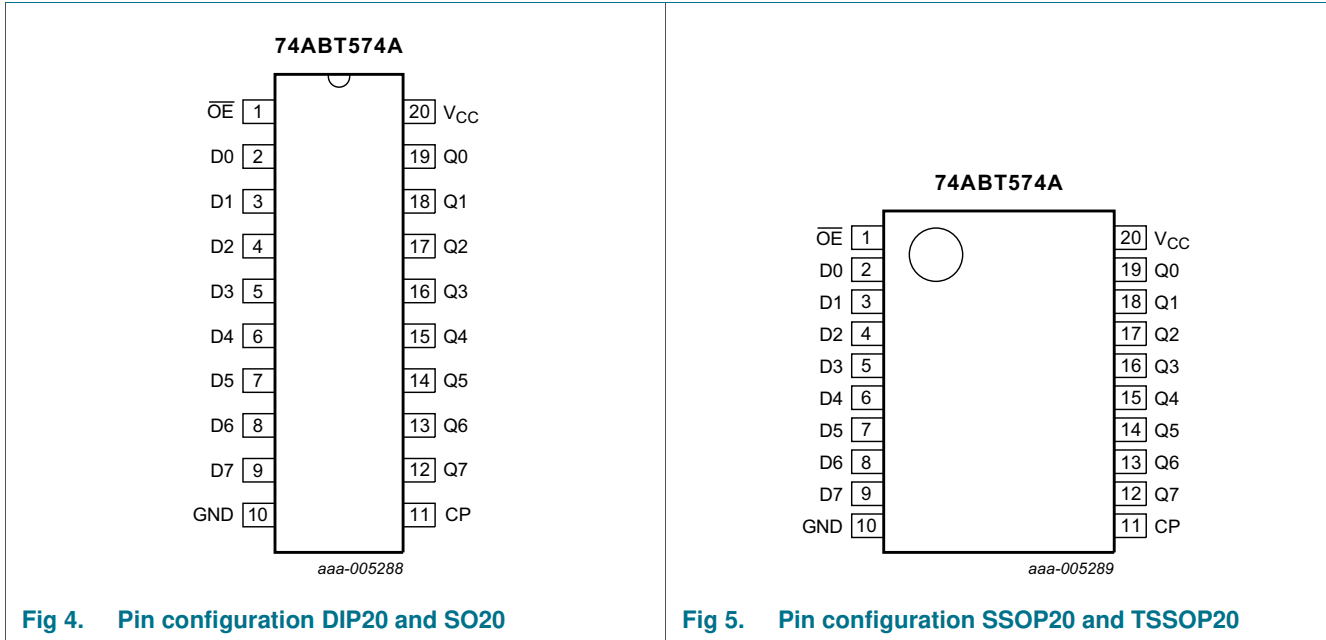 74ABT574A
OE 1 20 VCC
D0 2 19 Q0
D1 3 18 Q1
D2 4 17 Q2
D3 5 16 Q3
D4 6 15 Q4
D5 7 14 Q5
D6 8 13 Q6
D7 9 12 Q7
GND 10 11 CP
aaa-005288
Fig 4. Pin configuration DIP20 and SO20
74ABT574A
OE 1 20 VCC
D0 2 19 Q0
D1 3 18 Q1
D2 4 17 Q2
D3 5 16 Q3
D4 6 15 Q4
D5 7 14 Q5
D6 8 13 Q6
D7 9 12 Q7
GND 10 11 CP
aaa-005289
Fig 5. Pin configuration SSOP20 and TSSOP20